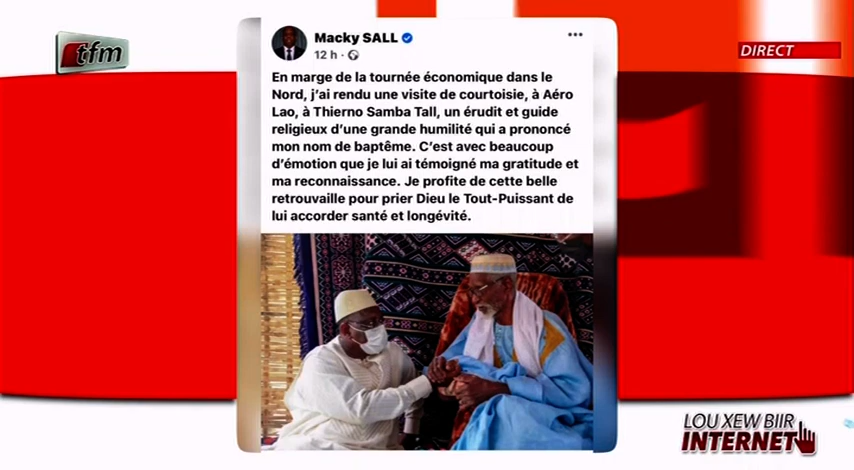 tfm
Macky SALL
12 h ·
DIRECT
En marge de la tournée économique dans le
Nord, j'ai rendu une visite de courtoisie, à Aéro
Lao, à Thierno Samba Tall, un érudit et guide
religieux d'une grande humilité qui a prononcé
mon nom de baptême. C'est avec beaucoup
d'émotion que je lui ai témoigné ma gratitude et
ma reconnaissance. Je profite de cette belle
retrouvaille pour prier Dieu le Tout-Puissant de
lui accorder santé et longévité.
LOU XEW BIIR
INTERNET